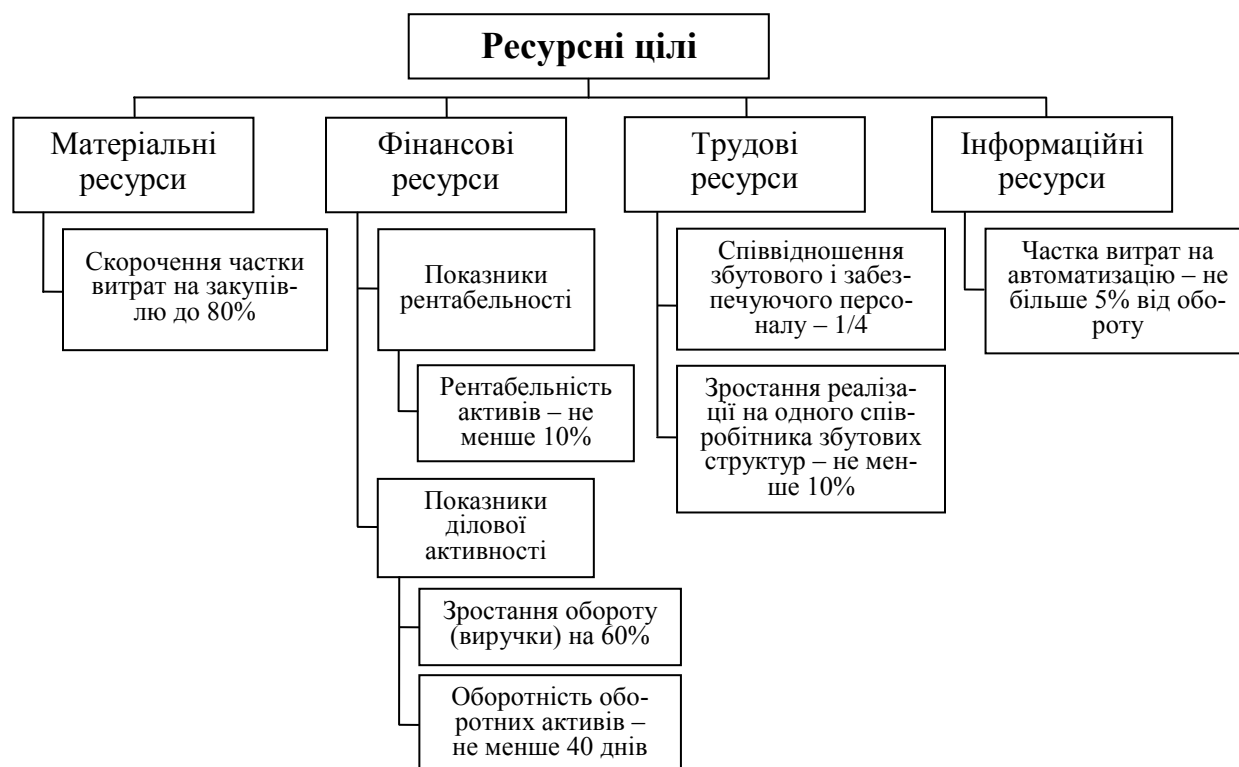 Ресурсні цілі
Матеріальні
ресурси
Скорочення частки
витрат на закупів-
лю до 80%
Фінансові
ресурси
Показники
рентабельності
Рентабельність
активів – не
менше 10%
Показники
ділової
активності
Зростання обороту
(виручки) на 60%
Оборотність обо-
ротних активів –
не менше 40 днів
Трудові
ресурси
Співвідношення
збутового і забез-
печуючого персо-
налу – 1/4
Зростання реаліза-
ції на одного спів-
робітника збутових
структур – не мен-
ше 10%
Інформаційні
ресурси
Частка витрат на
автоматизацію – не
більше 5% від обо-
роту